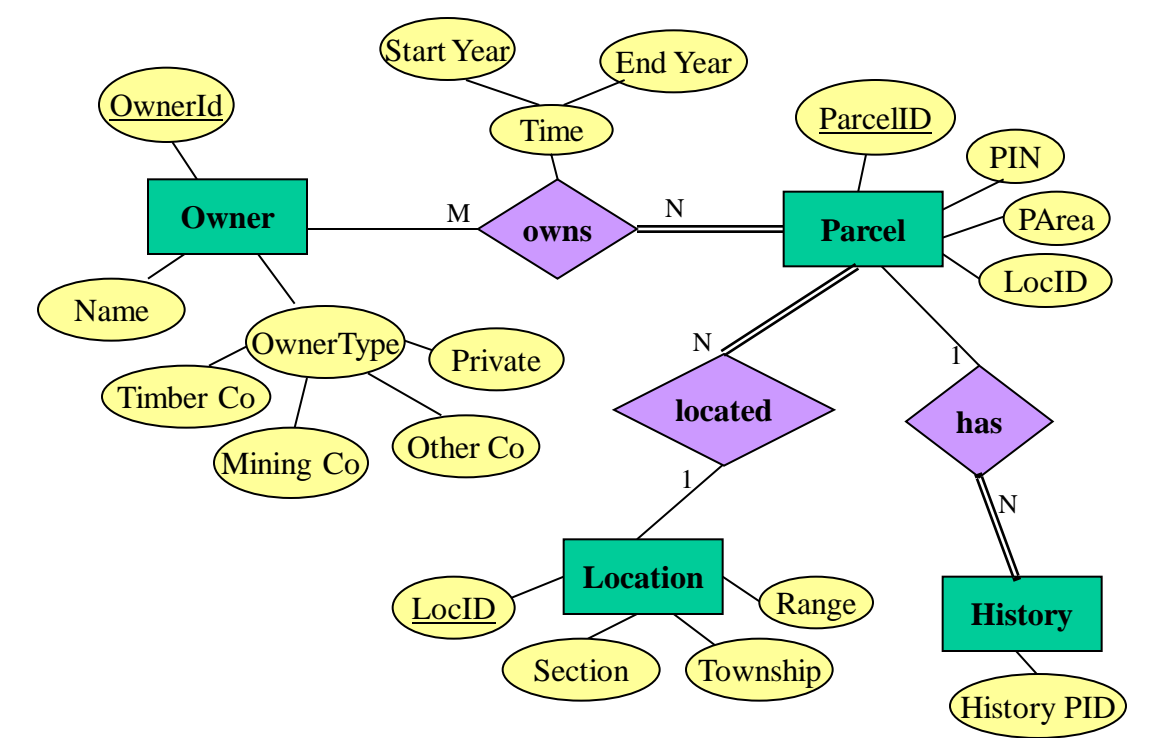 Start Year
End Year
OwnerId
Time
ParcelID
PIN
Owner
M
owns
N
Parcel
PArea
LocID
Name
OwnerType
Private
Timber Co
Mining Co
Other Co
N
located
1
has
1
N
Location
LocID
Section
Township
Range
History
History PID